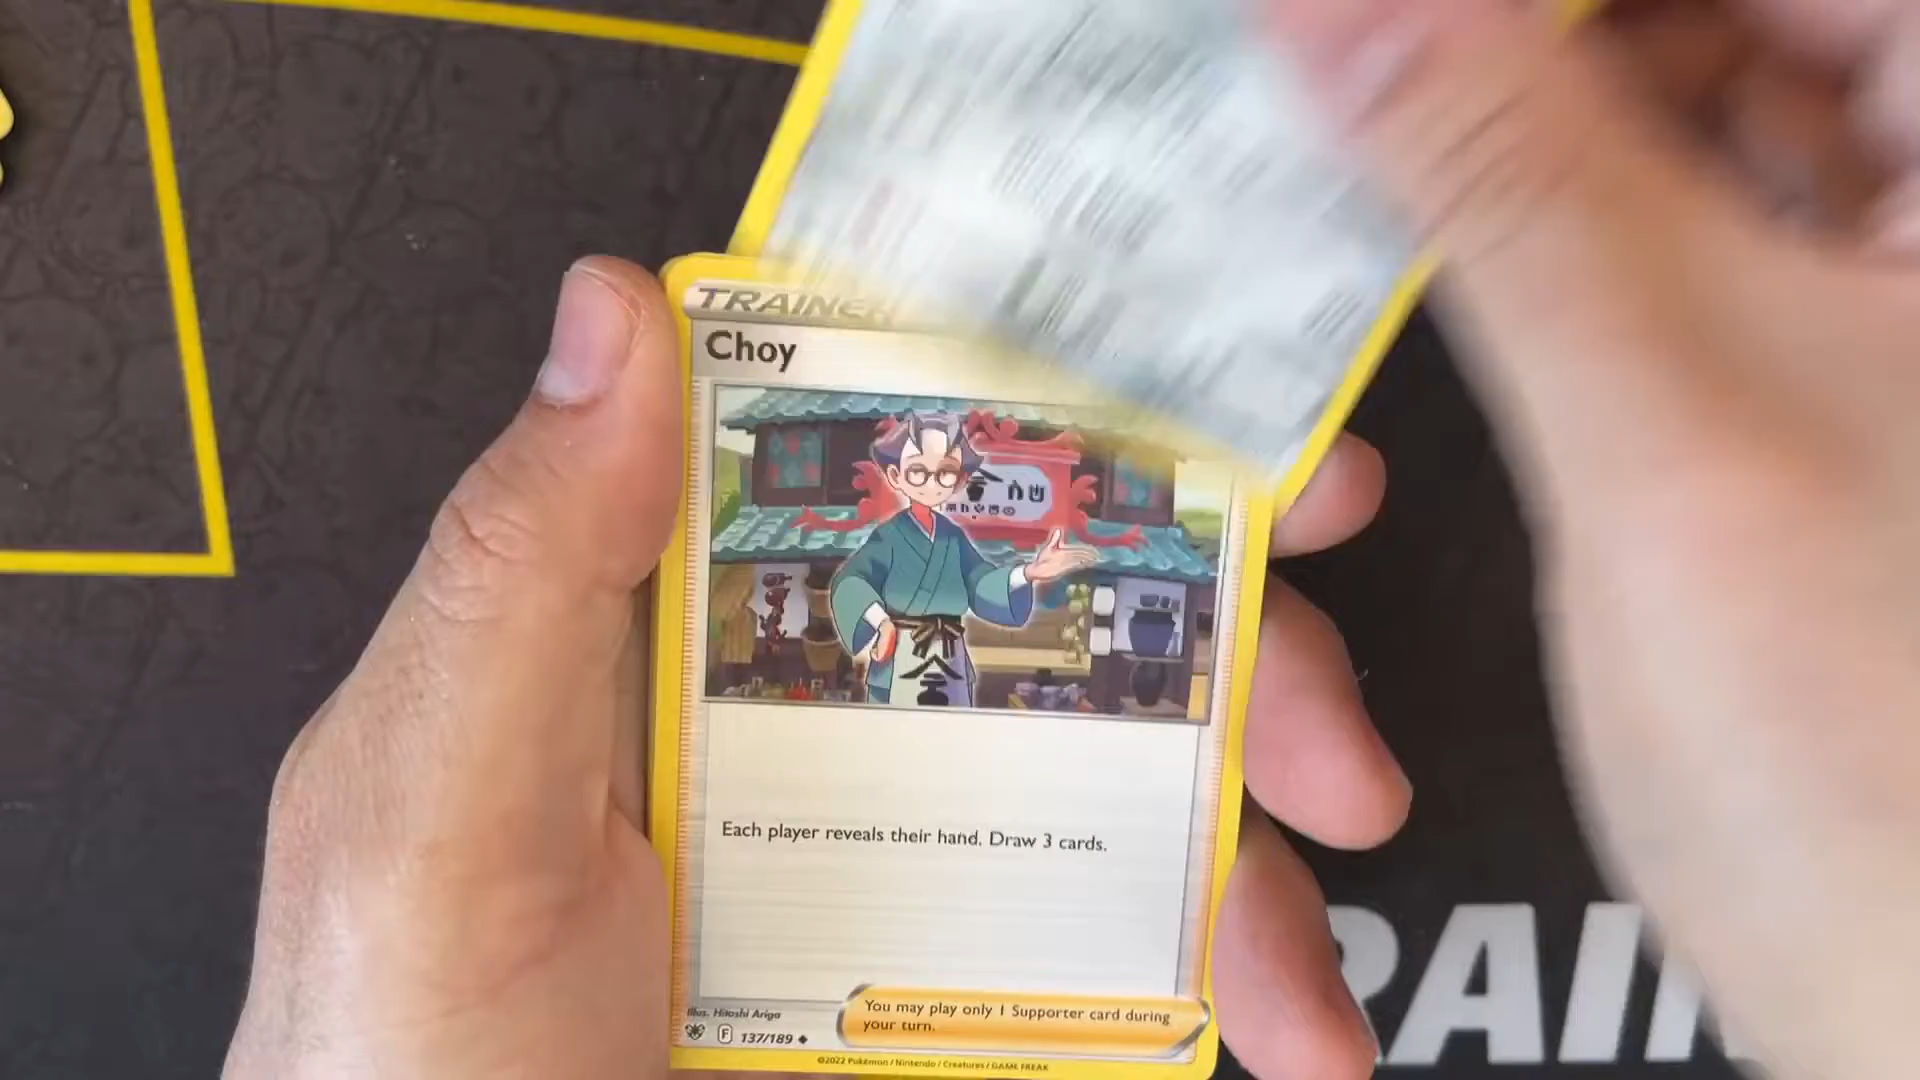 TRAINER
Choy
Each player reveals their hand. Draw 3 cards.
You may play only 1 Supporter card during
your turn.
Illus. Hitoshi Ariga
F 137/189
©2022 Pokémon / Nintendo / Creatures / GAME FREAK
RAIN